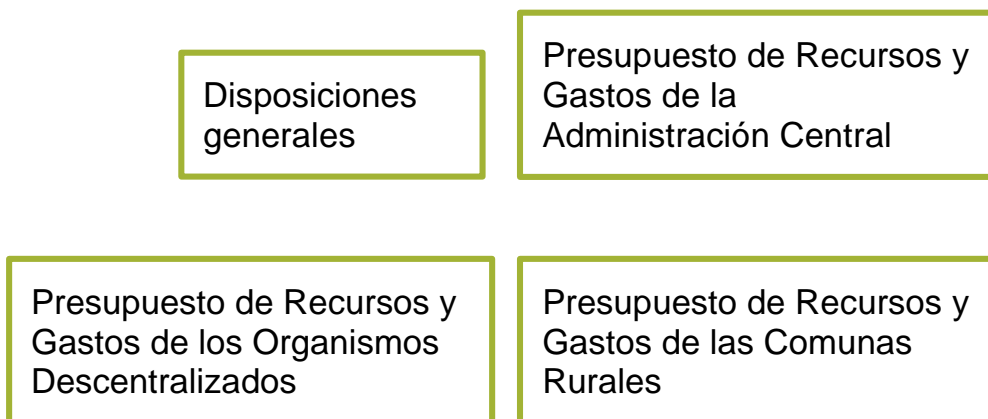 Disposiciones
generales
Presupuesto de Recursos y
Gastos de la
Administración Central
Presupuesto de Recursos y
Gastos de los Organismos
Descentralizados
Presupuesto de Recursos y
Gastos de las Comunas
Rurales